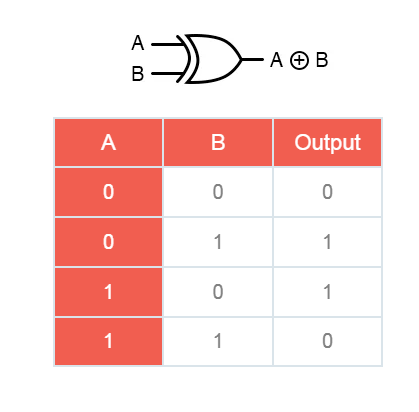 A
B
A ⊕ B
A B Output
0 0 0
0 1 1
1 0 1
1 1 0